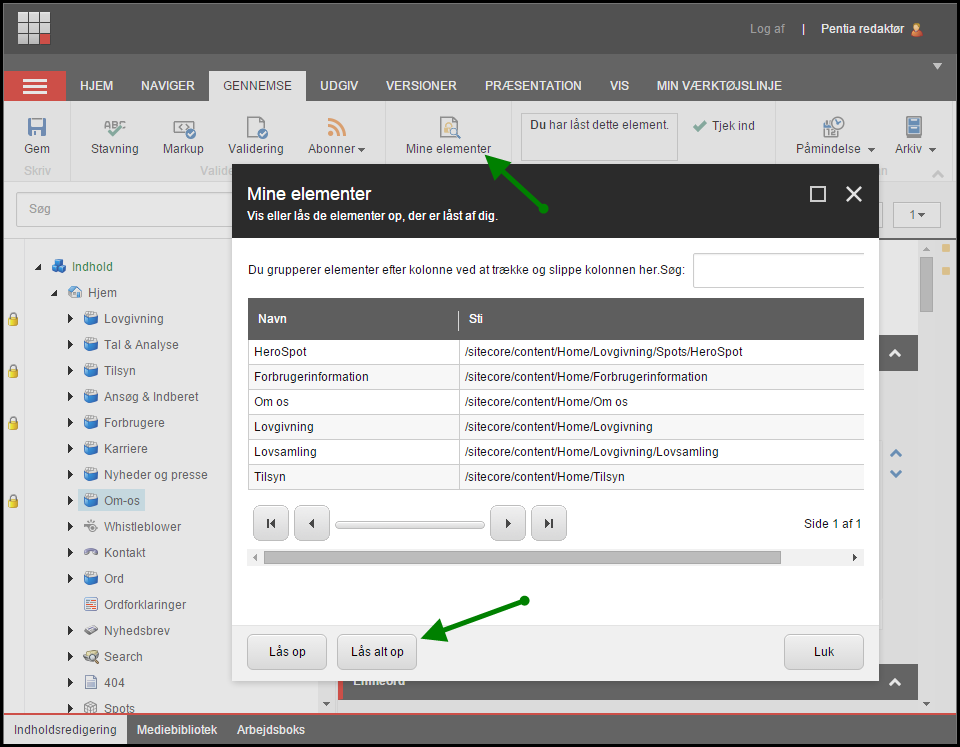 Log af | Pentia redaktør
HJEM NAVIGER GENNEMSE UDGIV VERSIONER PRÆSENTATION VIS MIN VÆRKTØJSLINJE
Gem Stavning Markup Validering Abonner Mine elementer Du har låst dette element. Tjek ind Påmindelse Arkiv
Skriv
Søg
1
Mine elementer
Vis eller lås de elementer op, der er låst af dig.
Du grupperer elementer efter kolonne ved at trække og slippe kolonnen her.Søg:
Navn Sti
HeroSpot /sitecore/content/Home/Lovgivning/Spots/HeroSpot
Forbrugerinformation /sitecore/content/Home/Forbrugerinformation
Om os /sitecore/content/Home/Om os
Lovgivning /sitecore/content/Home/Lovgivning
Lovsamling /sitecore/content/Home/Lovgivning/Lovsamling
Tilsyn /sitecore/content/Home/Tilsyn
Side 1 af 1
Lås op Lås alt op Luk
Indhold
Hjem
Lovgivning
Tal & Analyse
Tilsyn
Ansøg & Indberet
Forbrugere
Karriere
Nyheder og presse
Om-os
Whistleblower
Kontakt
Ord
Ordforklaringer
Nyhedsbrev
Search
404
Spots
Indholdsredigering Mediebibliotek Arbejdsboks